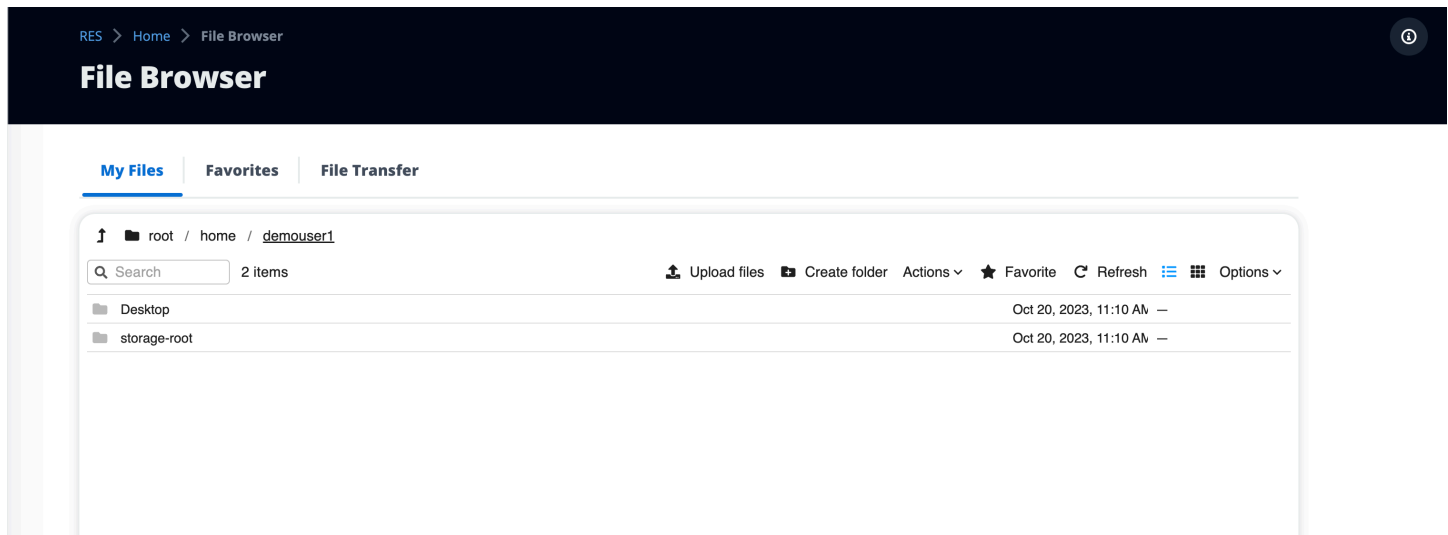 RES > Home > File Browser
File Browser
My Files Favorites File Transfer
root / home / demouser1
Search 2 items Upload files Create folder Actions Favorite Refresh Options
Desktop Oct 20, 2023, 11:10 AM —
storage-root Oct 20, 2023, 11:10 AM —